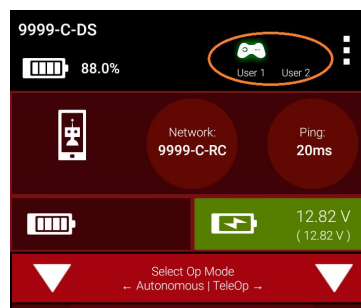 9999-C-DS
88.0%
User 1 User 2
Network:
9999-C-RC
Ping:
20ms
12.82 V
( 12.82 V )
Select Op Mode
← Autonomous | TeleOp →